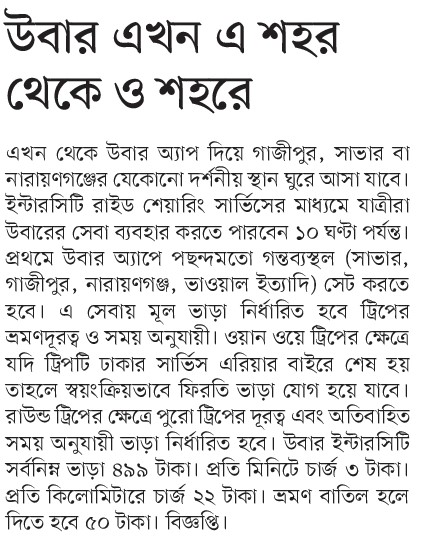 উবার এখন এ শহর
থেকে ও শহরে
এখন থেকে উবার অ্যাপ দিয়ে গাজীপুর, সাভার বা
নারায়ণগঞ্জের যেকোনো দর্শনীয় স্থান ঘুরে আসা যাবে।
ইন্টারসিটি রাইড শেয়ারিং সার্ভিসের মাধ্যমে যাত্রীরা
উবারের সেবা ব্যবহার করতে পারবেন ১০ ঘণ্টা পর্যন্ত।
প্রথমে উবার অ্যাপে পছন্দমতো গন্তব্যস্থল (সাভার,
গাজীপুর, নারায়ণগঞ্জ, ভাওয়াল ইত্যাদি) সেট করতে
হবে। এ সেবায় মূল ভাড়া নির্ধারিত হবে ট্রিপের
ভ্রমণদূরত্ব ও সময় অনুযায়ী। ওয়ান ওয়ে ট্রিপের ক্ষেত্রে
যদি ট্রিপটি ঢাকার সার্ভিস এরিয়ার বাইরে শেষ হয়
তাহলে স্বয়ংক্রিয়ভাবে ফিরতি ভাড়া যোগ হয়ে যাবে।
রাউন্ড ট্রিপের ক্ষেত্রে পুরো ট্রিপের দূরত্ব এবং অতিবাহিত
সময় অনুযায়ী ভাড়া নির্ধারিত হবে। উবার ইন্টারসিটি
সর্বনিম্ন ভাড়া ৪৯৯ টাকা। প্রতি মিনিটে চার্জ ৩ টাকা।
প্রতি কিলোমিটারে চার্জ ২২ টাকা। ভ্রমণ বাতিল হলে
দিতে হবে ৫০ টাকা। বিজ্ঞপ্তি।